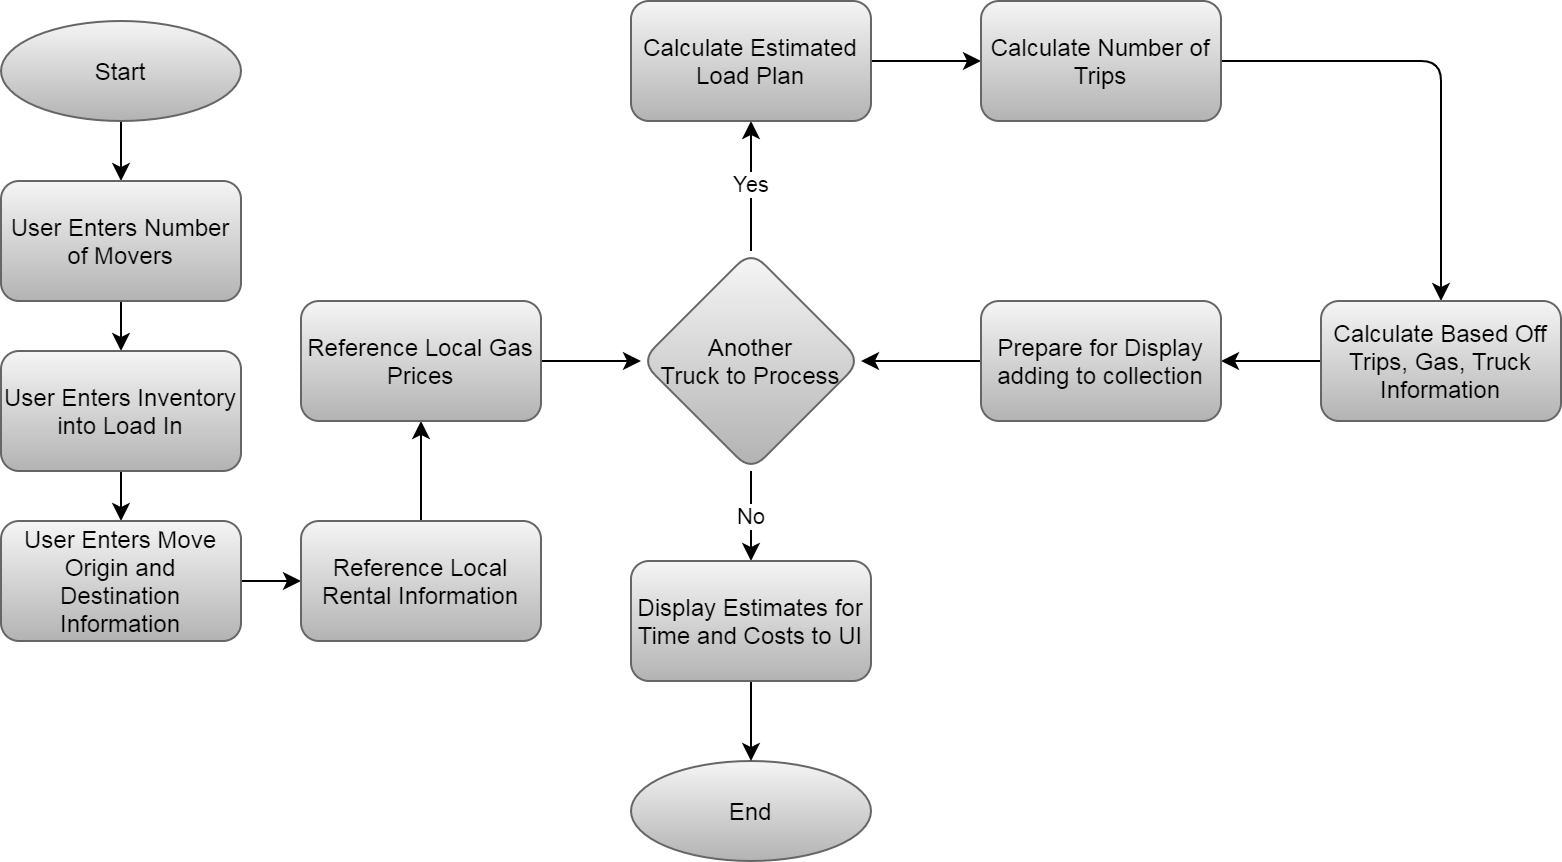 Start
User Enters Number
of Movers
User Enters Inventory
into Load In
User Enters Move
Origin and
Destination
Information
Reference Local
Rental Information
Reference Local Gas
Prices
Another
Truck to Process
Yes
Calculate Estimated
Load Plan
Calculate Number of
Trips
Calculate Based Off
Trips, Gas, Truck
Information
Prepare for Display
adding to collection
No
Display Estimates for
Time and Costs to UI
End